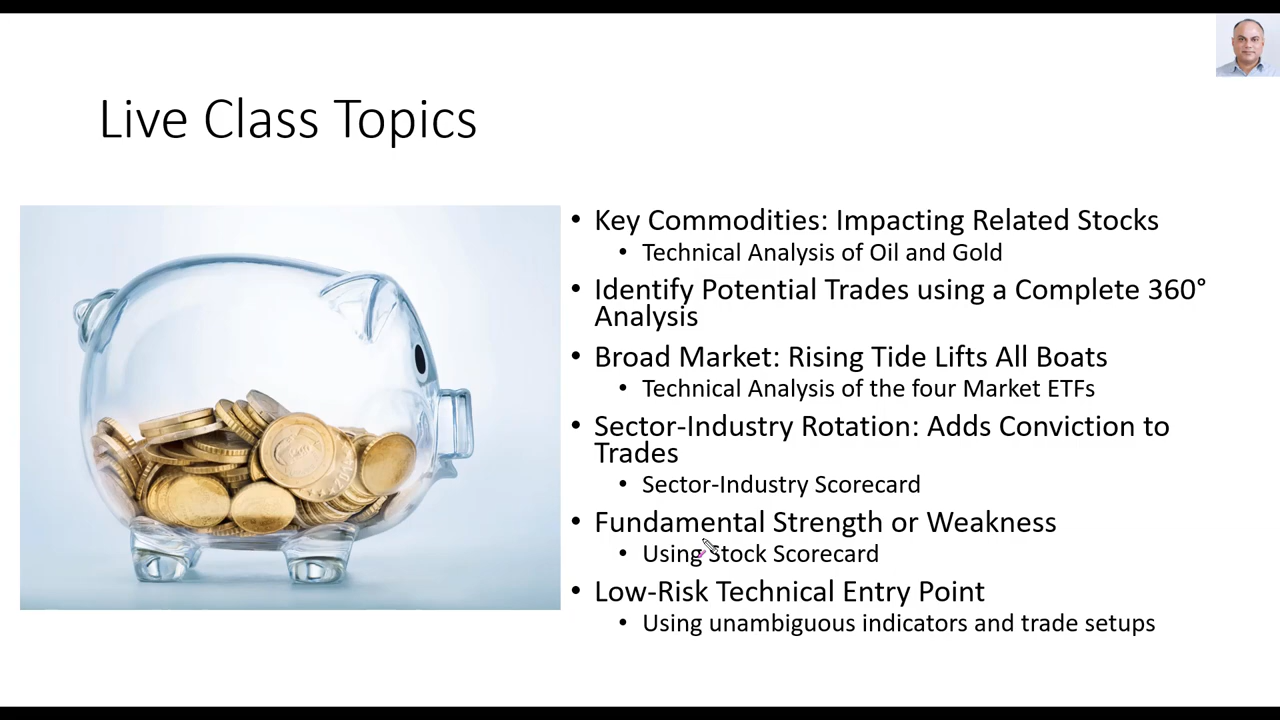 Live Class Topics
• Key Commodities: Impacting Related Stocks
• Technical Analysis of Oil and Gold
• Identify Potential Trades using a Complete 360°
Analysis
• Broad Market: Rising Tide Lifts All Boats
• Technical Analysis of the four Market ETFs
• Sector-Industry Rotation: Adds Conviction to
Trades
• Sector-Industry Scorecard
• Fundamental Strength or Weakness
• Using Stock Scorecard
• Low-Risk Technical Entry Point
• Using unambiguous indicators and trade setups